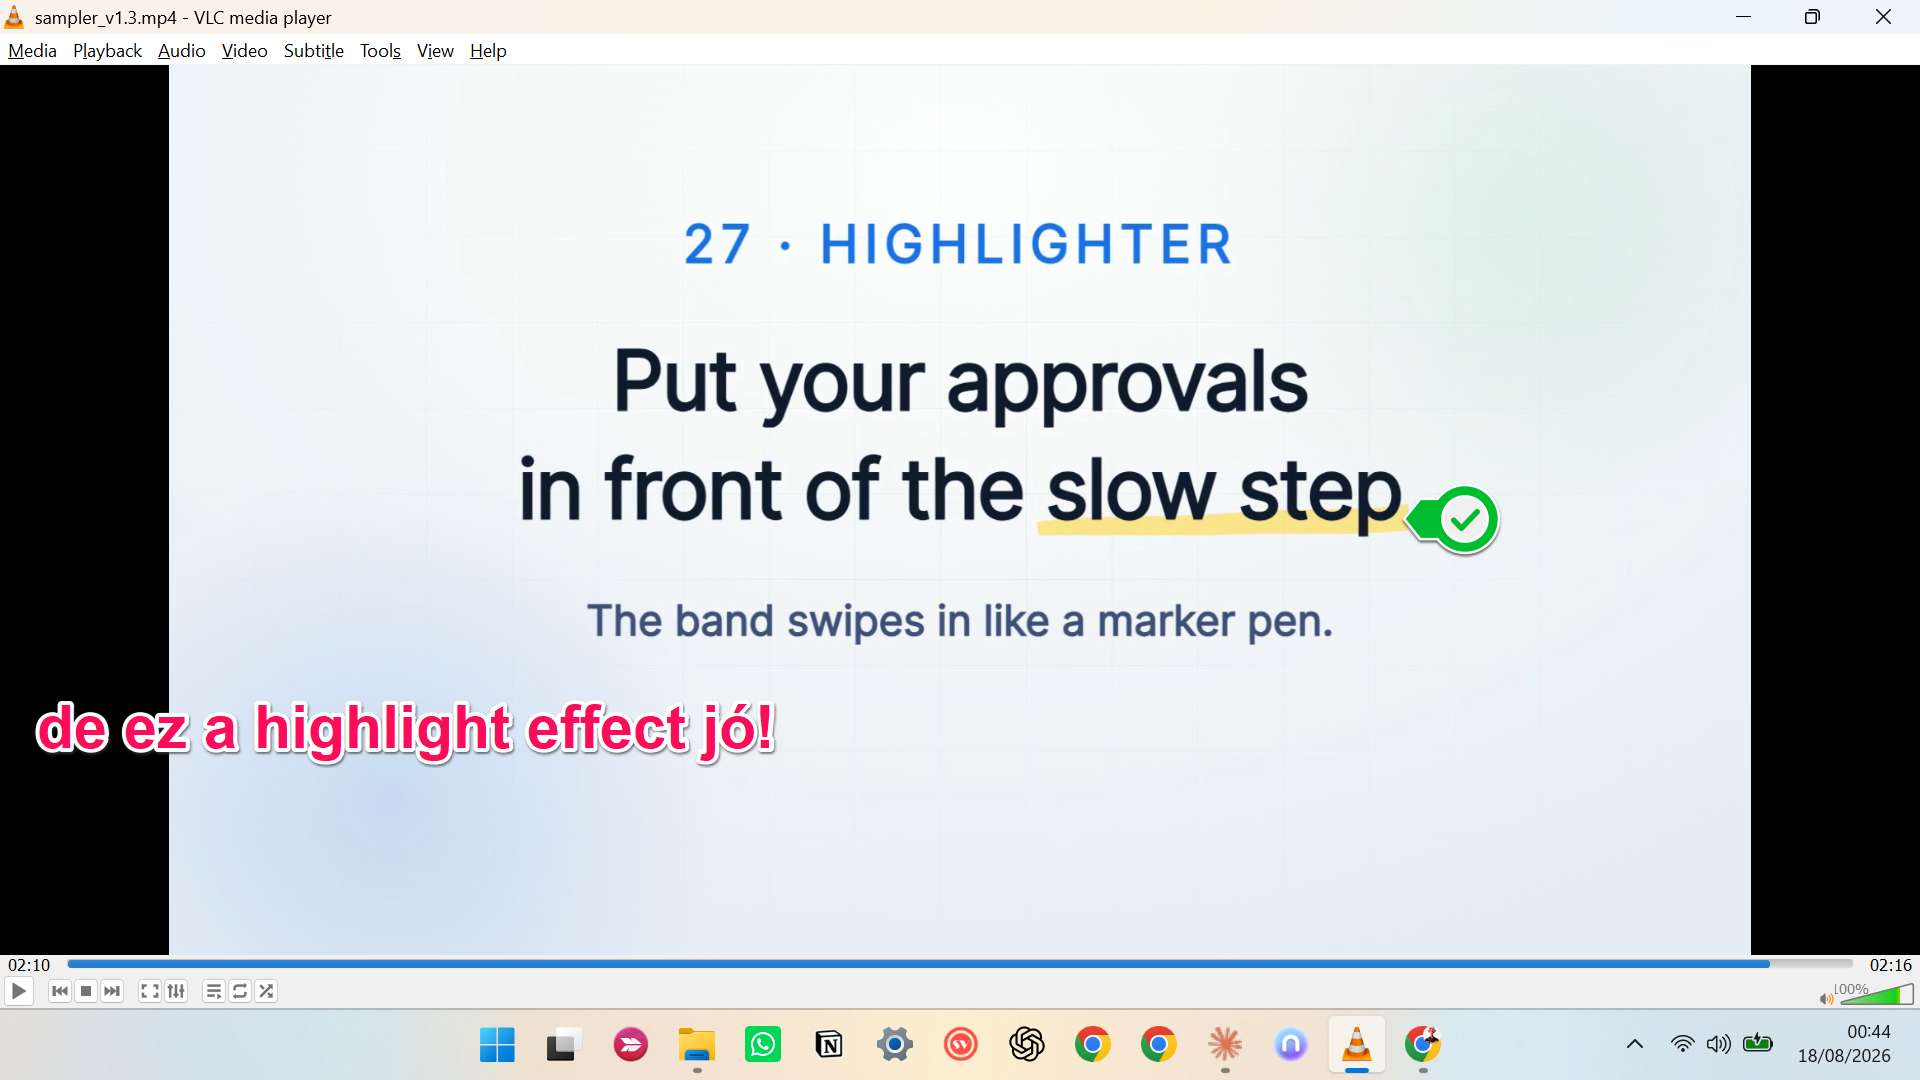 sampler_v1.3.mp4 - VLC media player
Media Playback Audio Video Subtitle Tools View Help
27 · HIGHLIGHTER
Put your approvals
in front of the slow step
The band swipes in like a marker pen.
de ez a highlight effect jó!
02:10
02:16
100%
00:44
18/08/2026